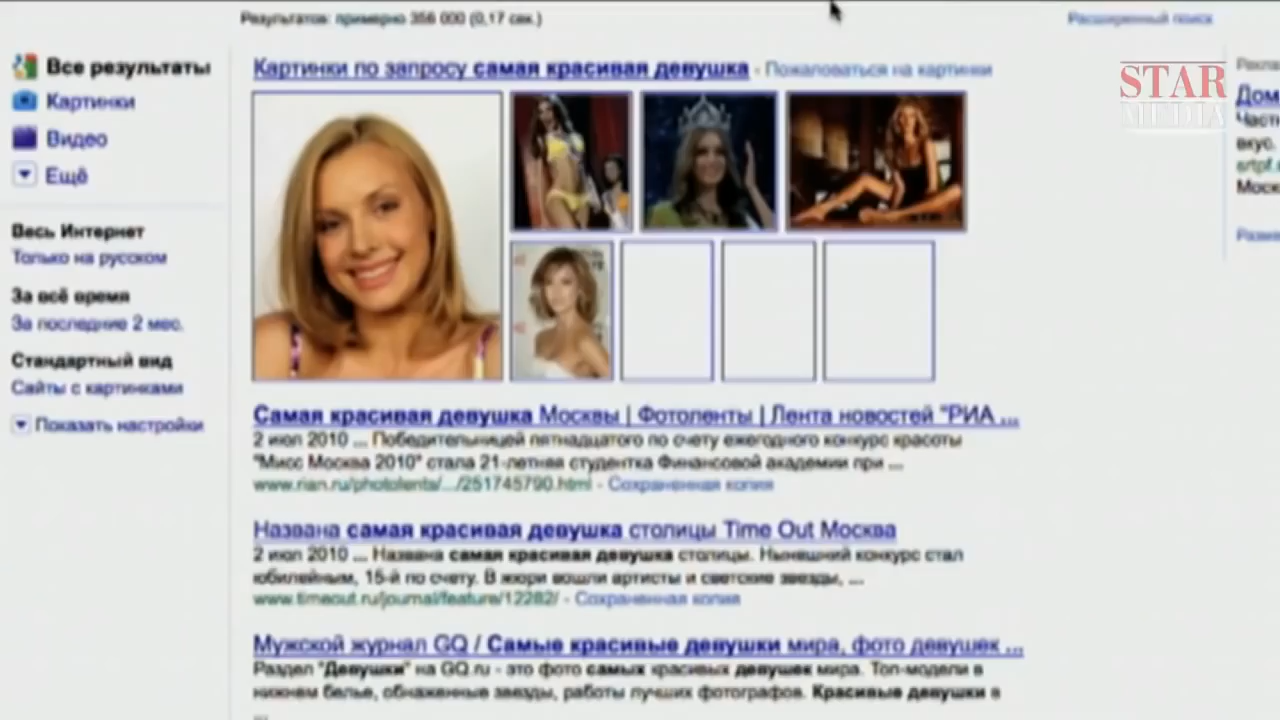 Результатов: примерно 356 000 (0,17 сек.)
Расширенный поиск
Все результаты
Картинки
Видео
Ещё
Весь Интернет
Только на русском
За всё время
За последние 2 мес.
Стандартный вид
Сайты с картинками
Показать настройки
Картинки по запросу самая красивая девушка - Пожаловаться на картинки
Самая красивая девушка Москвы | Фотоленты | Лента новостей "РИА ...
2 июл 2010 ... Победительницей пятнадцатого по счету ежегодного конкурс красоты
"Мисс Москва 2010" стала 21-летняя студентка Финансовой академии при ...
www.rian.ru/photolents/.../251745790.html - Сохраненная копия
Названа самая красивая девушка столицы Time Out Москва
2 июл 2010 ... Названа самая красивая девушка столицы. Нынешний конкурс стал
юбилейным, 15-й по счету. В жюри вошли артисты и светские звезды, ...
www.timeout.ru/journal/feature/12282/ - Сохраненная копия
Мужской журнал GQ / Самые красивые девушки мира, фото девушек ...
Раздел "Девушки" на GQ.ru - это фото самых красивых девушек мира. Топ-модели в
нижнем белье, обнаженные звезды, работы лучших фотографов. Красивые девушки в
...
STAR
MEDIA
Рекла
Дом
Част
вкус.
Моск
Разме